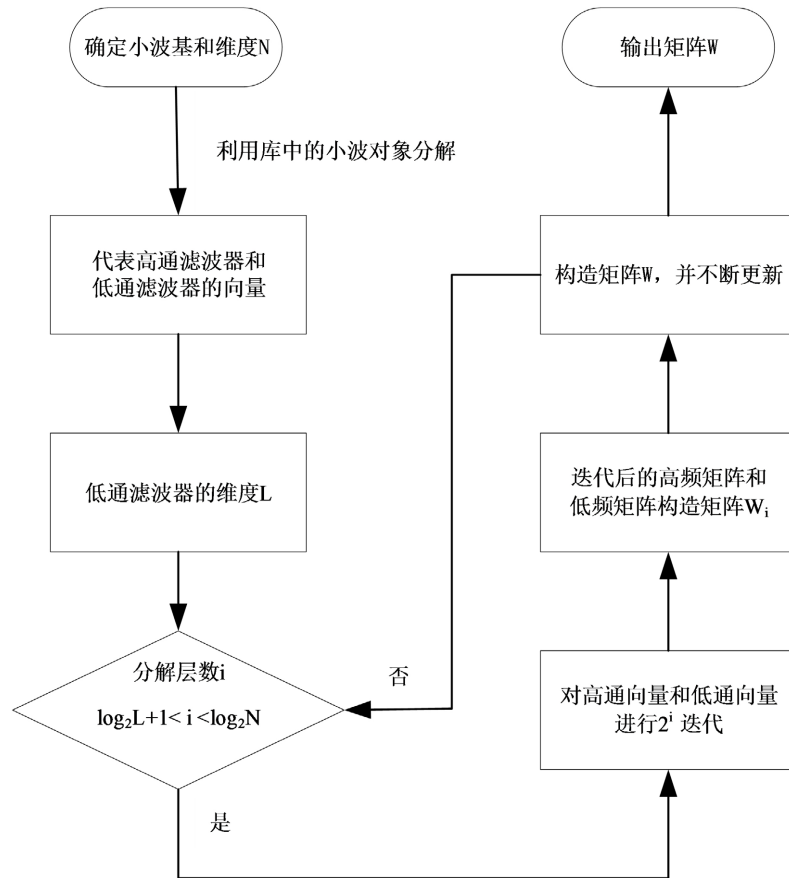 确定小波基和维度N
利用库中的小波对象分解
代表高通滤波器和
低通滤波器的向量
低通滤波器的维度L
分解层数i
log₂L+1< i <log₂N
是
否
对高通向量和低通向量
进行2ⁱ 迭代
迭代后的高频矩阵和
低频矩阵构造矩阵Wᵢ
构造矩阵W，并不断更新
输出矩阵W